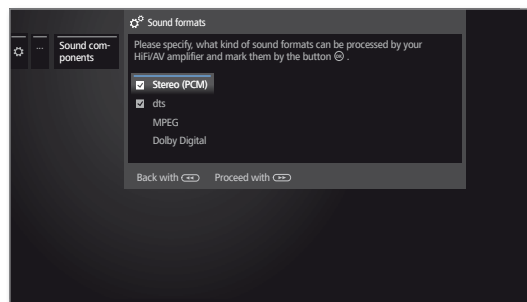 Sound formats
...
Sound com-
ponents
Please specify, what kind of sound formats can be processed by your
HiFi/AV amplifier and mark them by the button OK .
Stereo (PCM)
dts
MPEG
Dolby Digital
Back with Proceed with